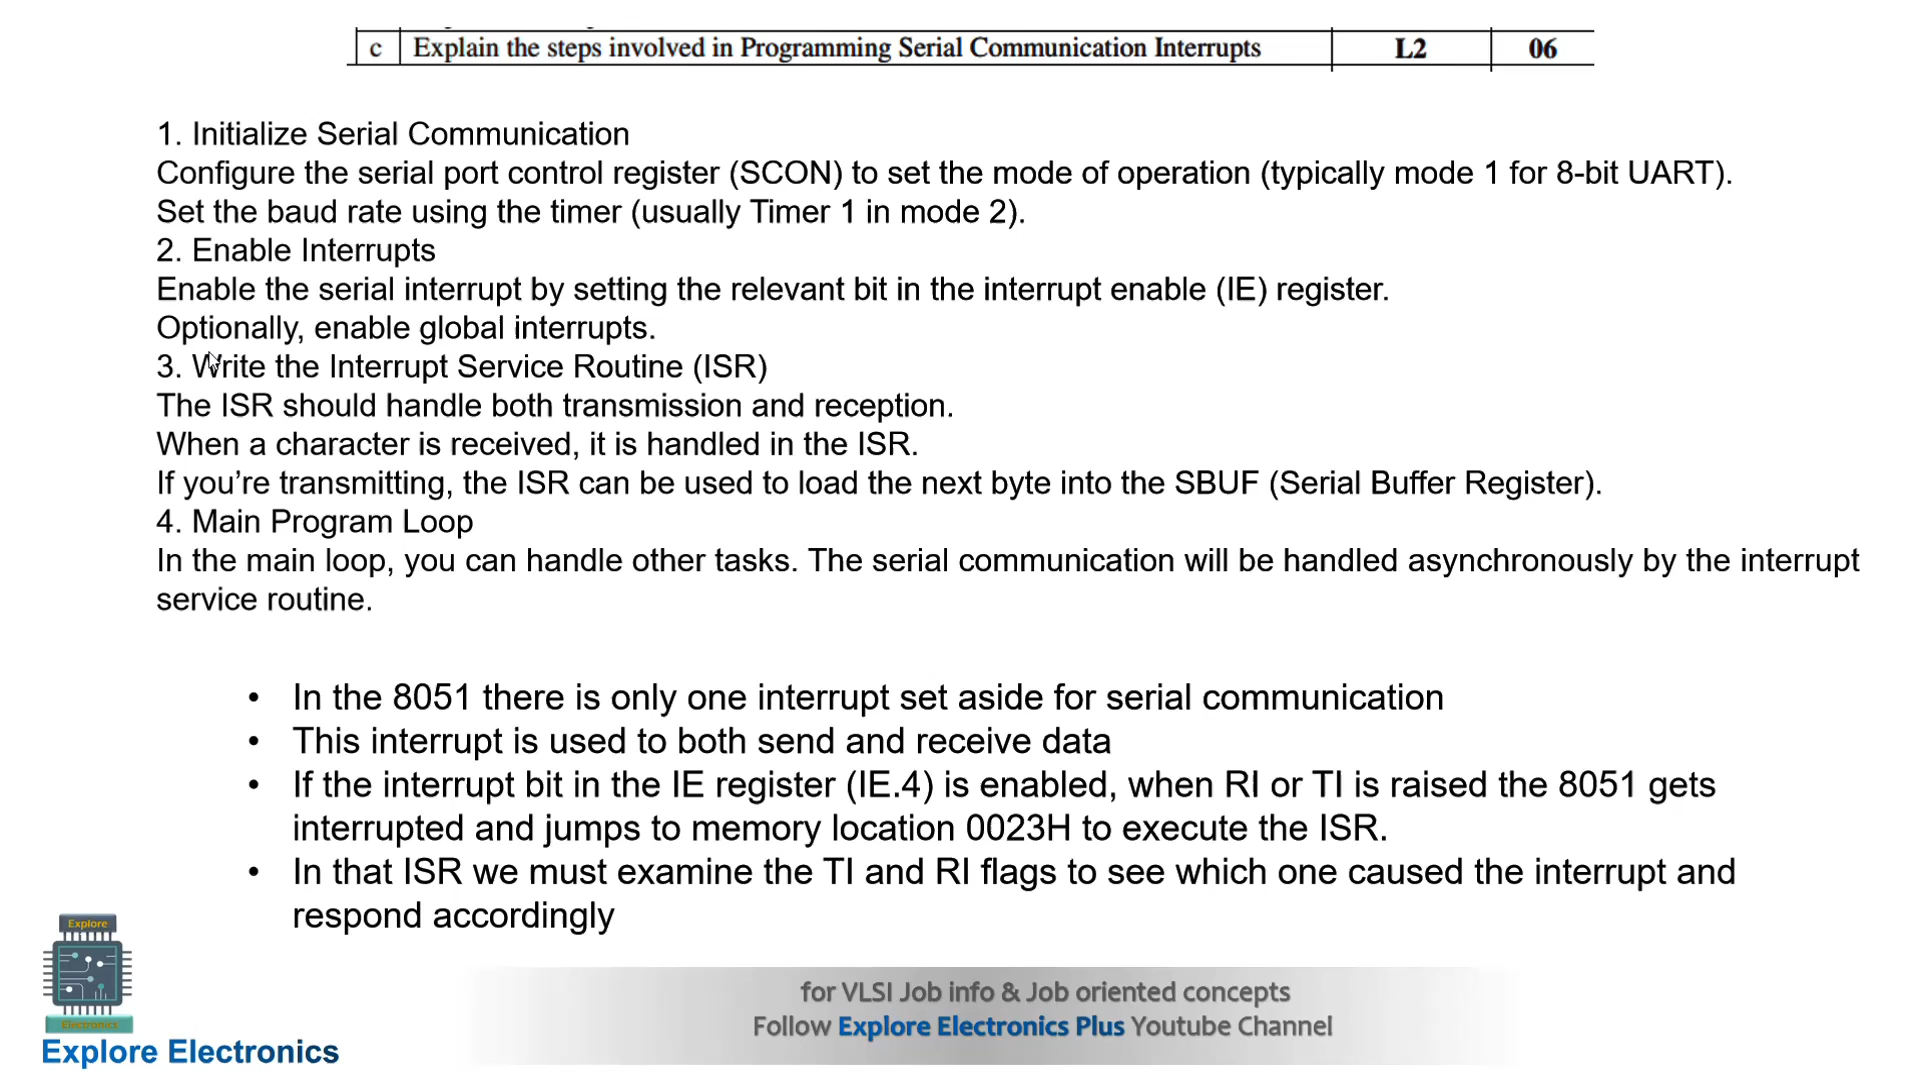 c Explain the steps involved in Programming Serial Communication Interrupts L2 06
1. Initialize Serial Communication
Configure the serial port control register (SCON) to set the mode of operation (typically mode 1 for 8-bit UART).
Set the baud rate using the timer (usually Timer 1 in mode 2).
2. Enable Interrupts
Enable the serial interrupt by setting the relevant bit in the interrupt enable (IE) register.
Optionally, enable global interrupts.
3. Write the Interrupt Service Routine (ISR)
The ISR should handle both transmission and reception.
When a character is received, it is handled in the ISR.
If you’re transmitting, the ISR can be used to load the next byte into the SBUF (Serial Buffer Register).
4. Main Program Loop
In the main loop, you can handle other tasks. The serial communication will be handled asynchronously by the interrupt
service routine.
• In the 8051 there is only one interrupt set aside for serial communication
• This interrupt is used to both send and receive data
• If the interrupt bit in the IE register (IE.4) is enabled, when RI or TI is raised the 8051 gets
interrupted and jumps to memory location 0023H to execute the ISR.
• In that ISR we must examine the TI and RI flags to see which one caused the interrupt and
respond accordingly
Explore
Electronics
Explore Electronics
for VLSI Job info & Job oriented concepts
Follow Explore Electronics Plus Youtube Channel